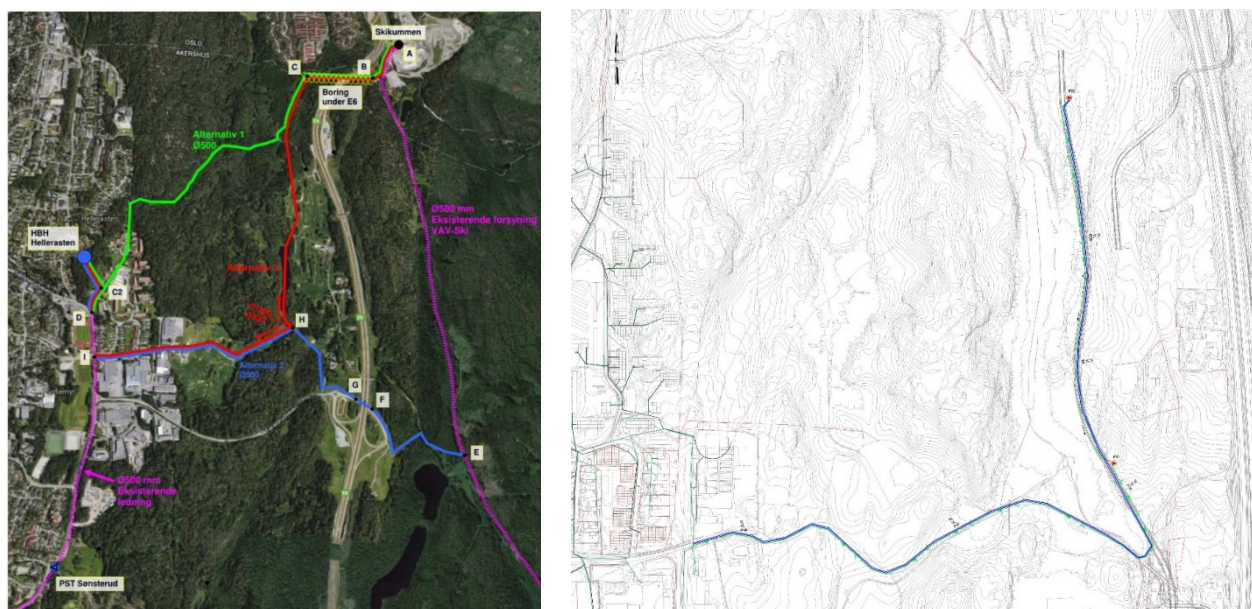 Skikummen
A
OSLO
AKERSHUS
C
B
Boring
under E6
Alternativ 1
Ø500
Ø500 mm
Eksisterende forsyning
VAV-Ski
Hellerasten
HBH
Hellerasten
C2
D
H
I
Alternativ 2
G
F
E
Ø500 mm
Eksisterende
ledning
PST Sønsterud